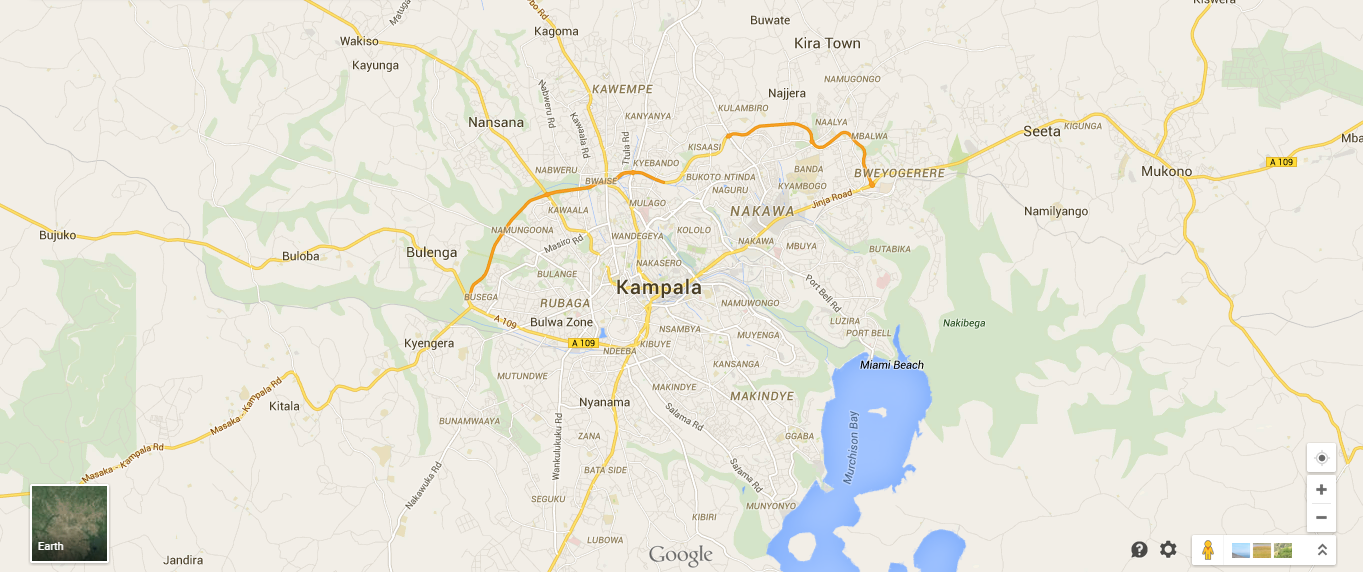 Matuga
Buwate
Kiswera
Kagoma
Wakiso
Kira Town
Kayunga
NAMUGONGO
KAWEMPE
Nabweru Rd
Najjera
KULAMBIRO
KANYANYA
Kawaala Rd
Nansana
NAALYA
Seeta
KIGUNGA
MBALWA
Ttula Rd
KISAASI
A 109
KYEBANDO
NABWERU
BANDA
BWEYOGERERE
Mukono
BWAISE
BUKOTO NTINDA
KYAMBOGO
NAGURU
Jinja Road
MULAGO
KAWAALA
NAKAWA
Namilyango
NAMUNGOONA
KOLOLO
Bujuko
WANDEGEYA
Masiro Rd
NAKAWA
MBUYA
BUTABIKA
Bulenga
Buloba
NAKASERO
BULANGE
Port Bell Rd
Kampala
BUSEGA
RUBAGA
NAMUWONGO
A 109
Bulwa Zone
LUZIRA
Nakibega
NSAMBYA
MUYENGA
PORT BELL
Kyengera
A 109
KIBUYE
NDEEBA
KANSANGA
Miami Beach
MUTUNDWE
MAKINDYE
MAKINDYE
Masaka - Kampala Rd
Kitala
Nyanama
Salama Rd
BUNAMWAAYA
ZANA
GGABA
Murchison Bay
Wankulukuku Rd
Masaka - Kampala Rd
BATA SIDE
Salama Rd
Nakawuka Rd
SEGUKU
MUNYONYO
KIBIRI
LUBOWA
Earth
Google
Jandira